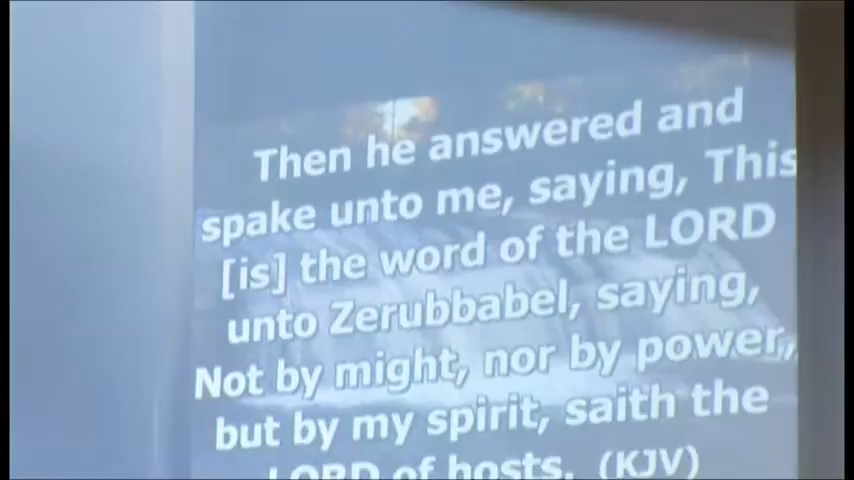 Then he answered and
spake unto me, saying, This
[is] the word of the LORD
unto Zerubbabel, saying,
Not by might, nor by power,
but by my spirit, saith the
LORD of hosts. (KJV)